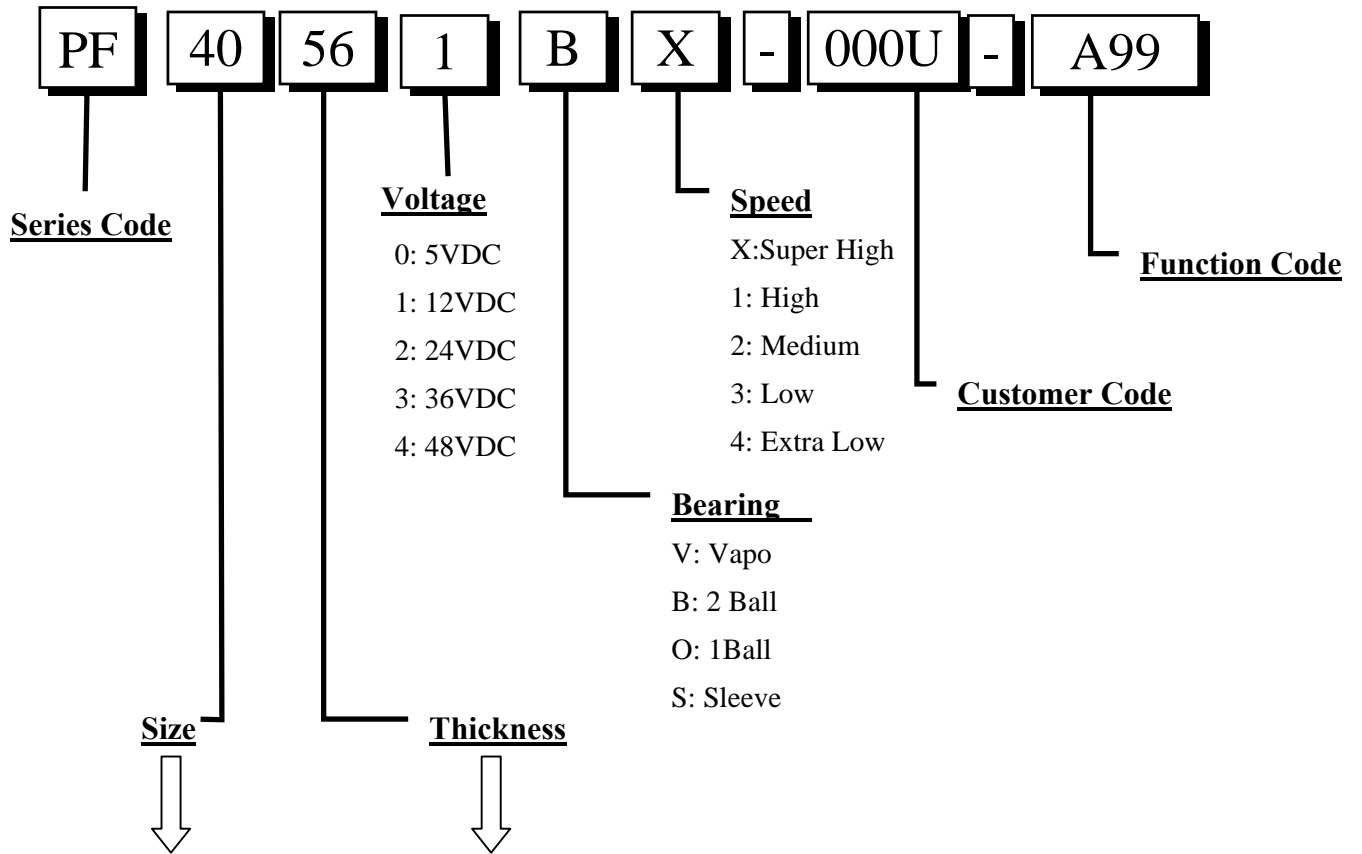 PF 40 56 1 B X - 000U - A99
Series Code
Voltage
0: 5VDC
1: 12VDC
2: 24VDC
3: 36VDC
4: 48VDC
Speed
X:Super High
1: High
2: Medium
3: Low
4: Extra Low
Function Code
Customer Code
Bearing
V: Vapo
B: 2 Ball
O: 1Ball
S: Sleeve
Size
Thickness